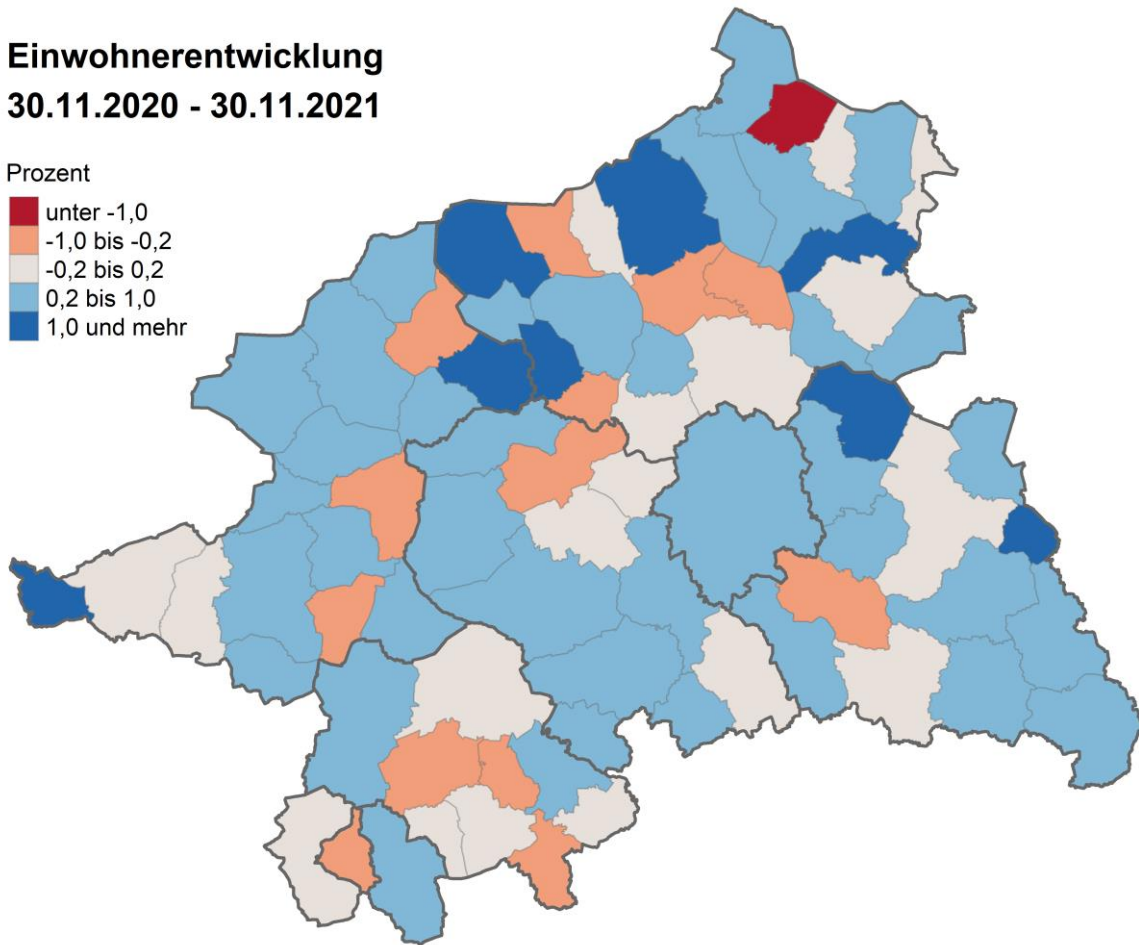 Einwohnerentwicklung
30.11.2020 - 30.11.2021
Prozent
unter -1,0
-1,0 bis -0,2
-0,2 bis 0,2
0,2 bis 1,0
1,0 und mehr